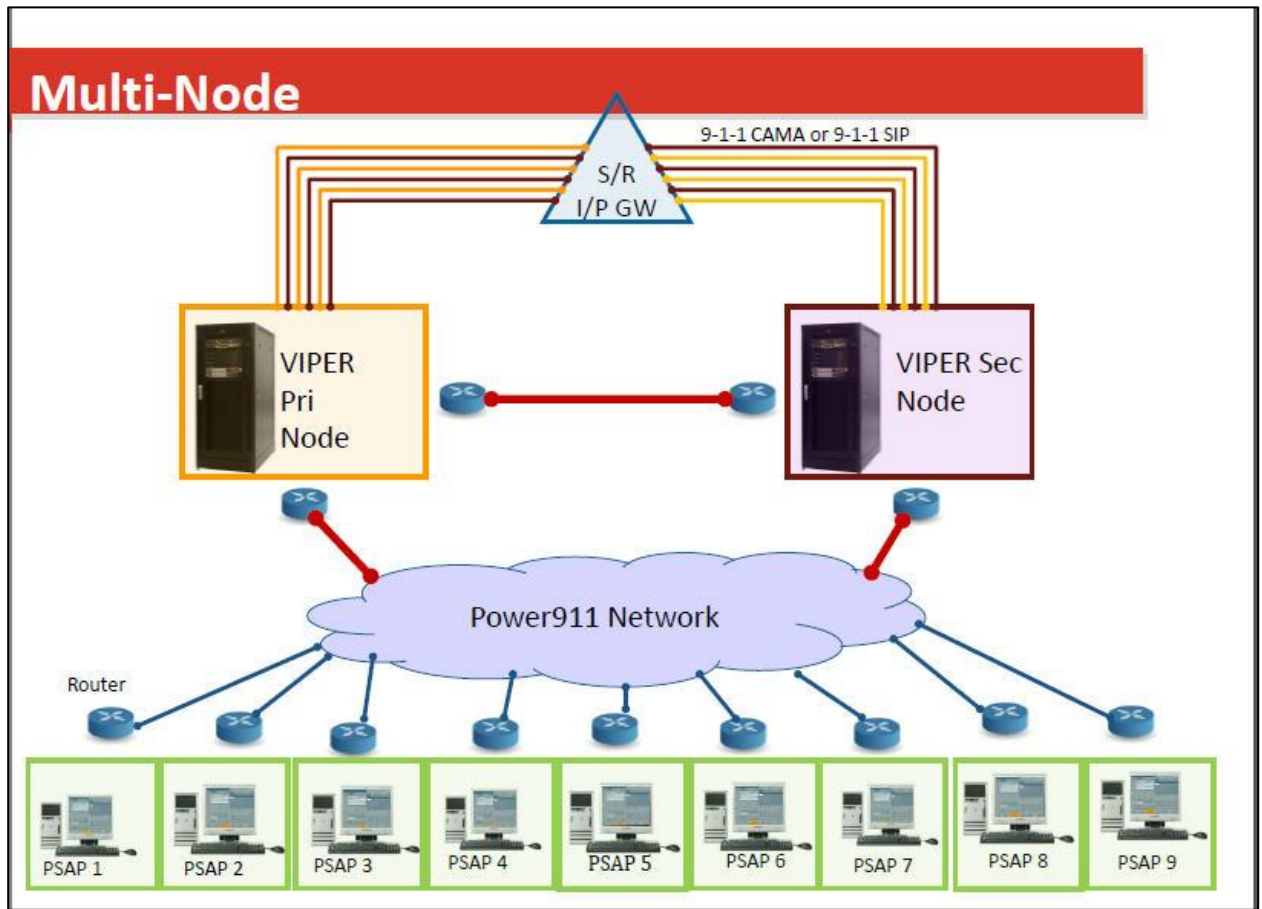 Multi-Node
9-1-1 CAMA or 9-1-1 SIP
S/R
I/P GW
VIPER
Pri
Node
VIPER Sec
Node
Power911 Network
Router
PSAP 1
PSAP 2
PSAP 3
PSAP 4
PSAP 5
PSAP 6
PSAP 7
PSAP 8
PSAP 9